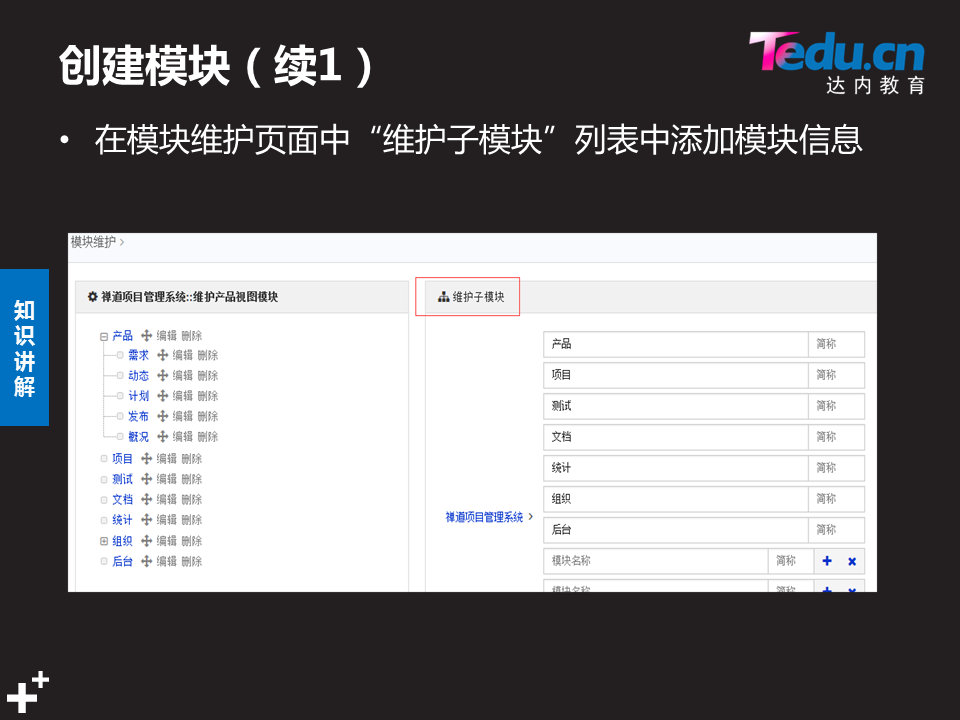 创建模块（续1）
Tedu.cn
达内教育
• 在模块维护页面中“维护子模块”列表中添加模块信息
知识讲解
模块维护 >
禅道项目管理系统::维护产品视图模块
产品 编辑 删除
需求 编辑 删除
动态 编辑 删除
计划 编辑 删除
发布 编辑 删除
概况 编辑 删除
项目 编辑 删除
测试 编辑 删除
文档 编辑 删除
统计 编辑 删除
组织 编辑 删除
后台 编辑 删除
维护子模块
禅道项目管理系统 >
产品 简称
项目 简称
测试 简称
文档 简称
统计 简称
组织 简称
后台 简称
模块名称 简称
模块名称 简称